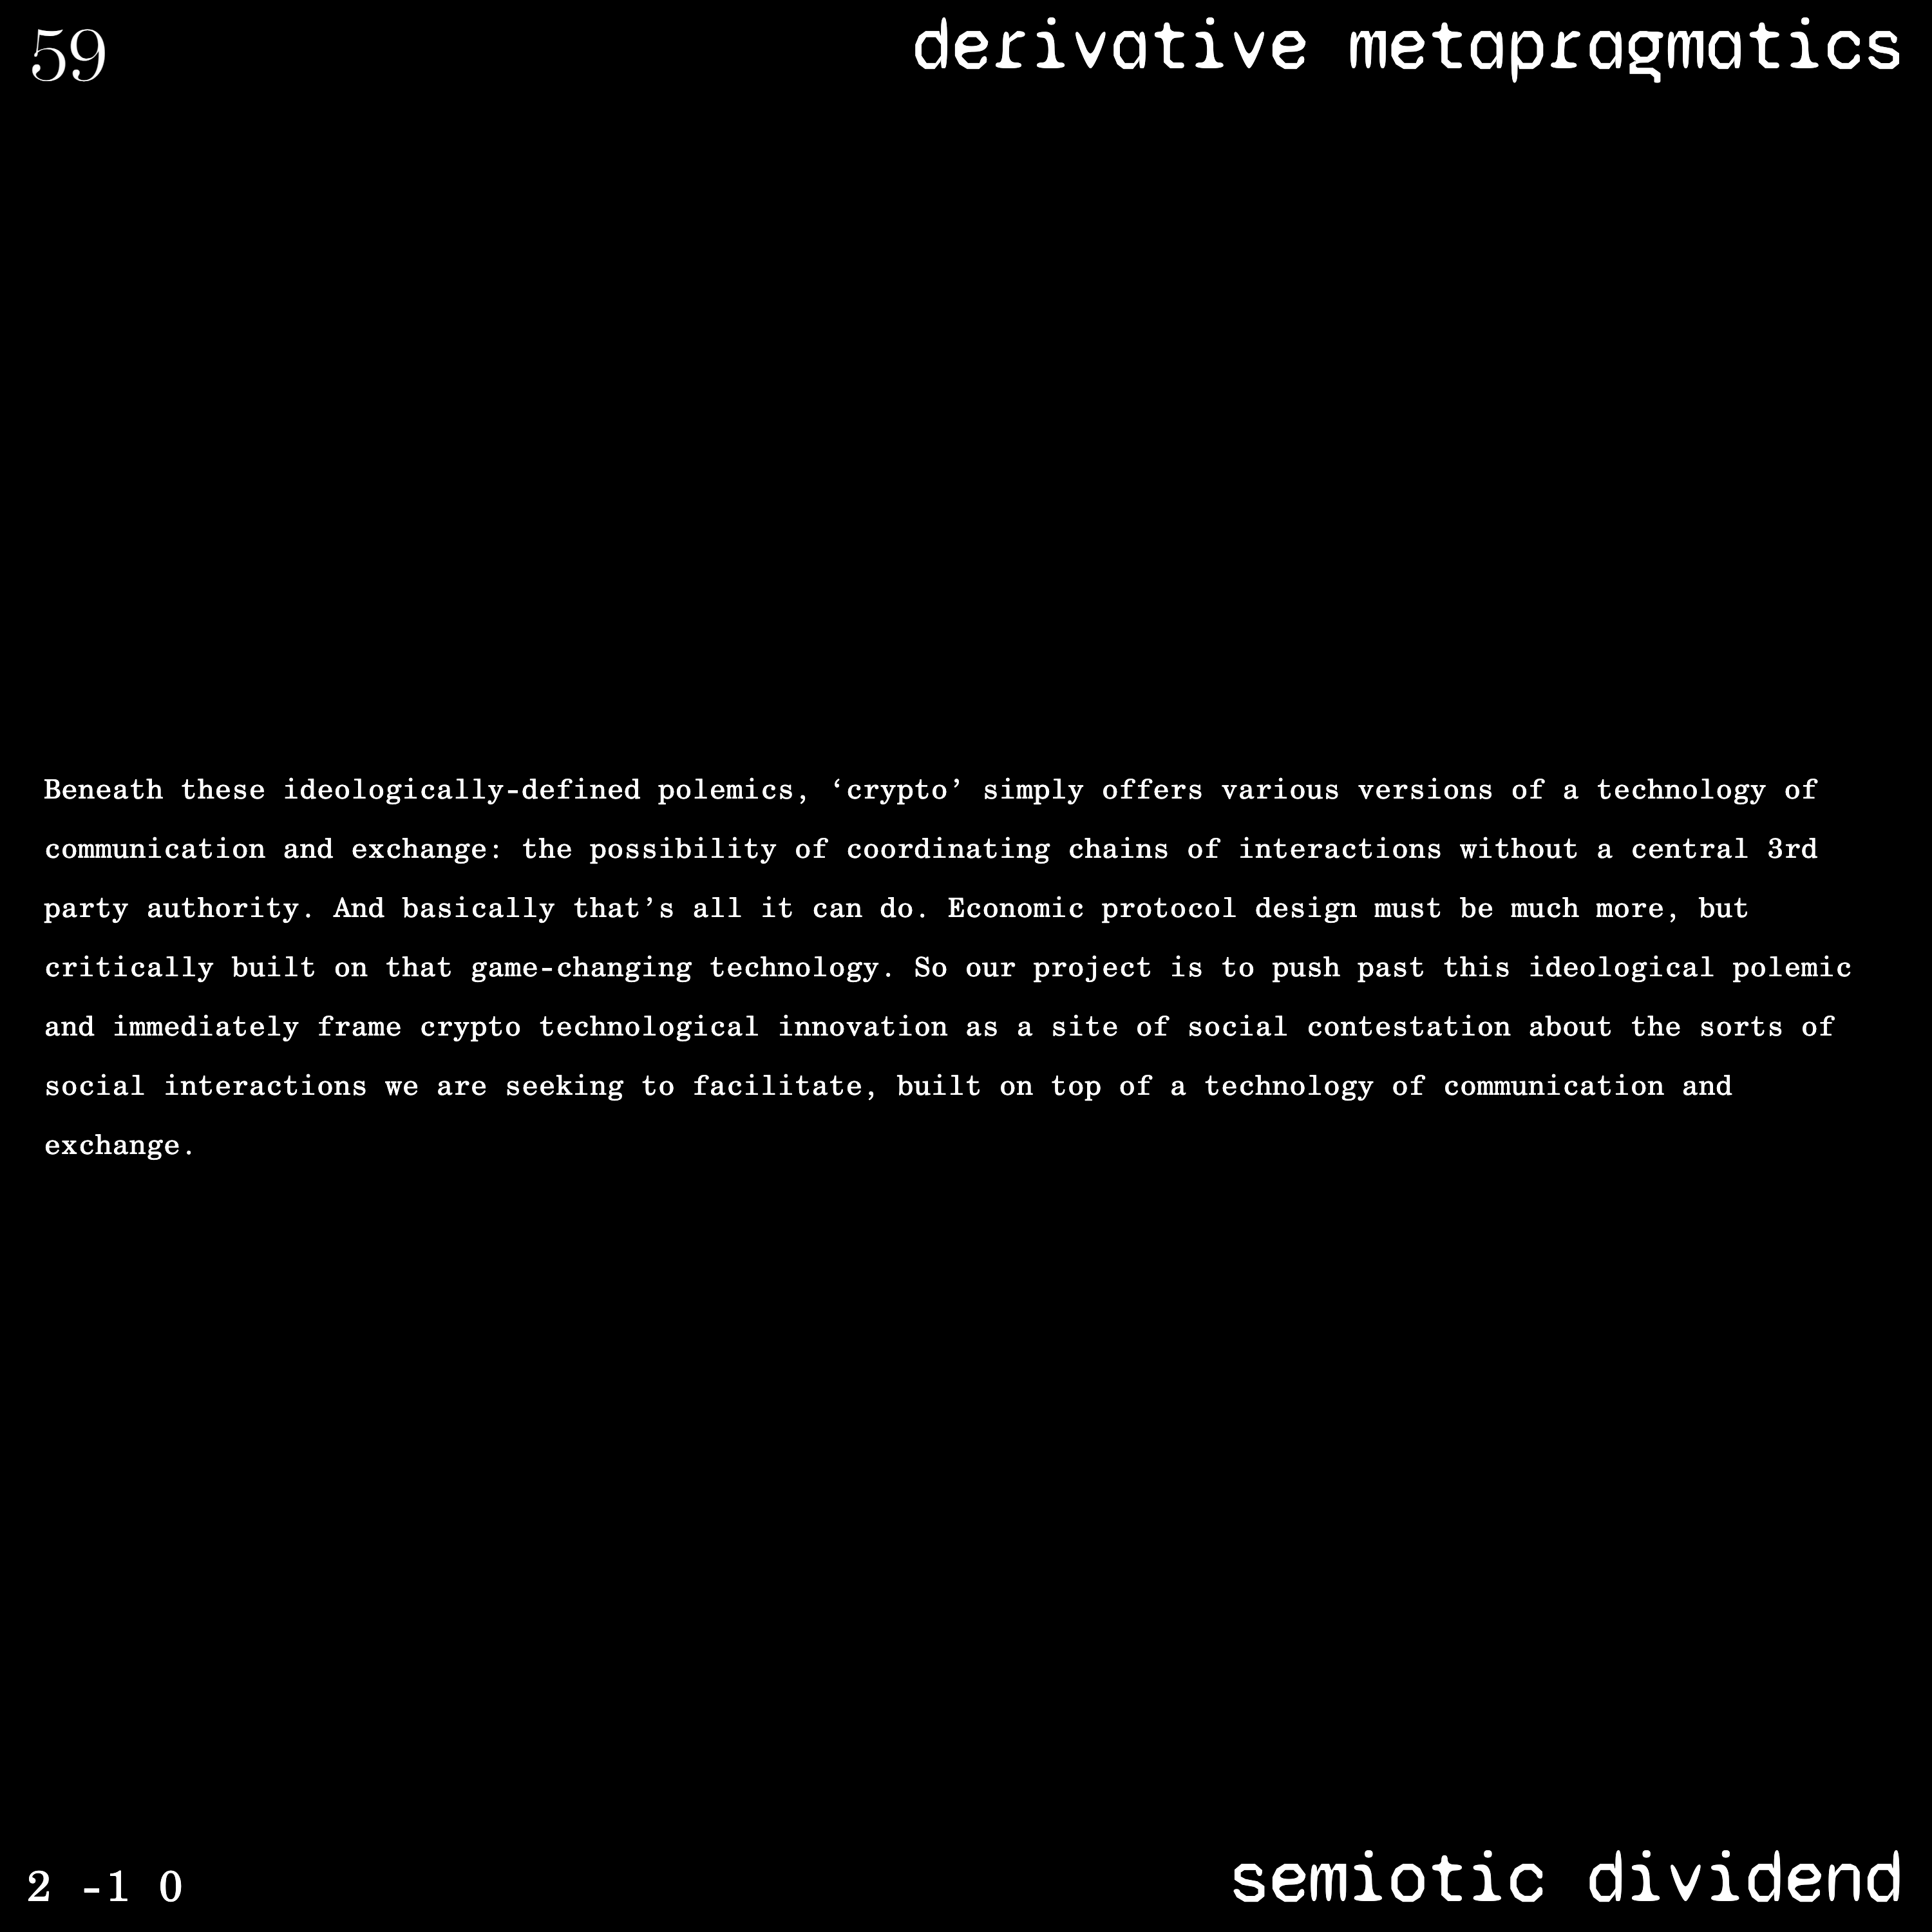 59
derivative metapragmatics
Beneath these ideologically-defined polemics, ‘crypto’ simply offers various versions of a technology of
communication and exchange: the possibility of coordinating chains of interactions without a central 3rd
party authority. And basically that’s all it can do. Economic protocol design must be much more, but
critically built on that game-changing technology. So our project is to push past this ideological polemic
and immediately frame crypto technological innovation as a site of social contestation about the sorts of
social interactions we are seeking to facilitate, built on top of a technology of communication and
exchange.
2 -1 0
semiotic dividend